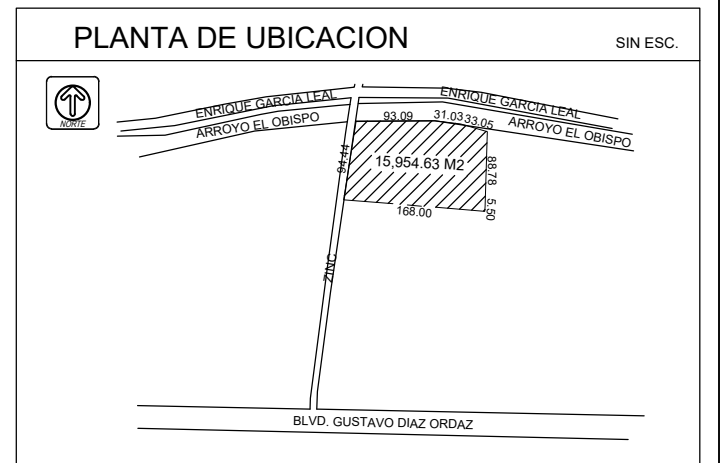 PLANTA DE UBICACION
SIN ESC.
NORTE
ENRIQUE GARCIA LEAL
ENRIQUE GARCIA LEAL
ARROYO EL OBISPO
93.09
31.03
33.05
ARROYO EL OBISPO
94.44
15,954.63 M2
88.78
5.50
168.00
ZINC
BLVD. GUSTAVO DIAZ ORDAZ